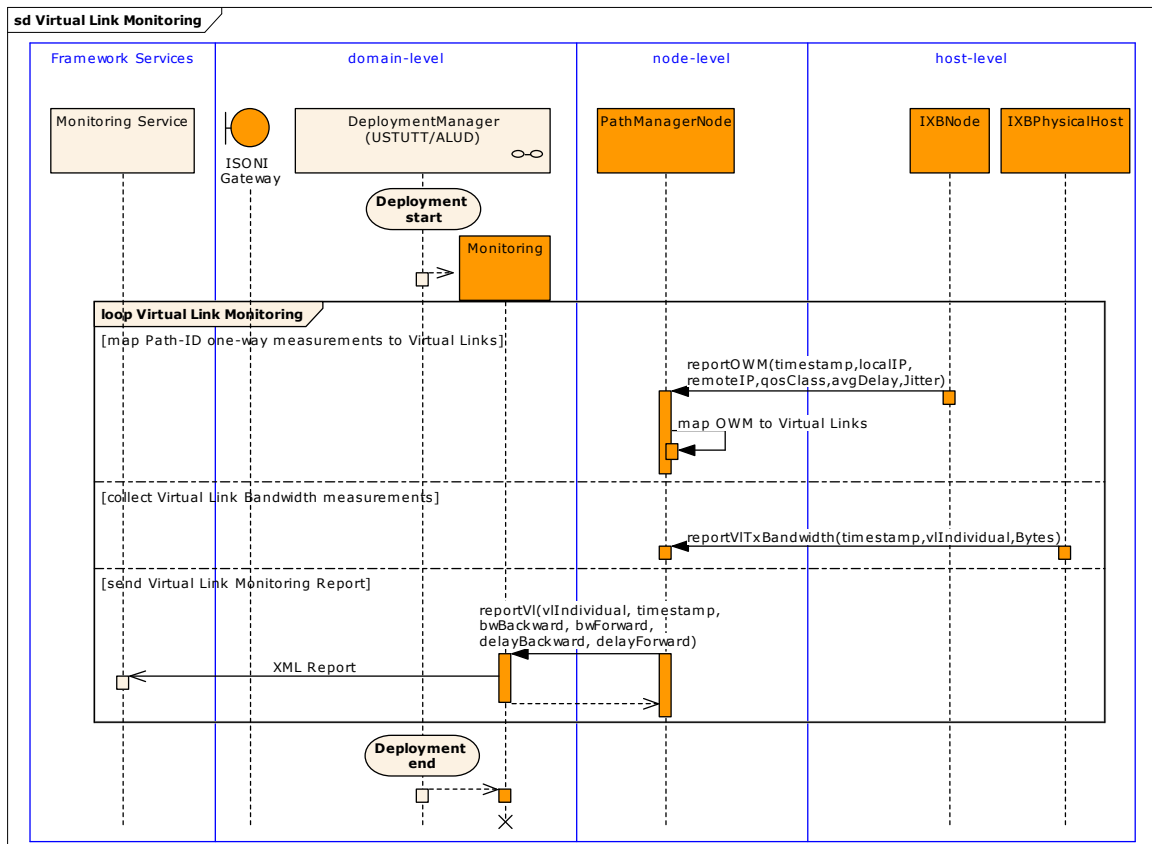 sd Virtual Link Monitoring
Framework Services
domain-level
node-level
host-level
Monitoring Service
ISONI
Gateway
DeploymentManager
(USTUTT/ALUD)
PathManagerNode
IXBNode
IXBPhysicalHost
Deployment
start
Monitoring
loop Virtual Link Monitoring
[map Path-ID one-way measurements to Virtual Links]
reportOWM(timestamp,localIP,
remoteIP,qosClass,avgDelay,Jitter)
map OWM to Virtual Links
[collect Virtual Link Bandwidth measurements]
reportVlTxBandwidth(timestamp,vlIndividual,Bytes)
[send Virtual Link Monitoring Report]
reportVl(vlIndividual, timestamp,
bwBackward, bwForward,
delayBackward, delayForward)
XML Report
Deployment
end